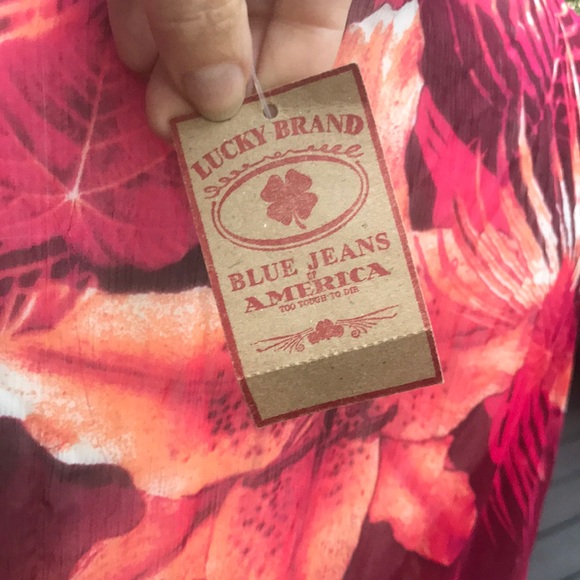 LUCKY BRAND
BLUE JEANS
OF
AMERICA
TOO TOUGH TO DIE